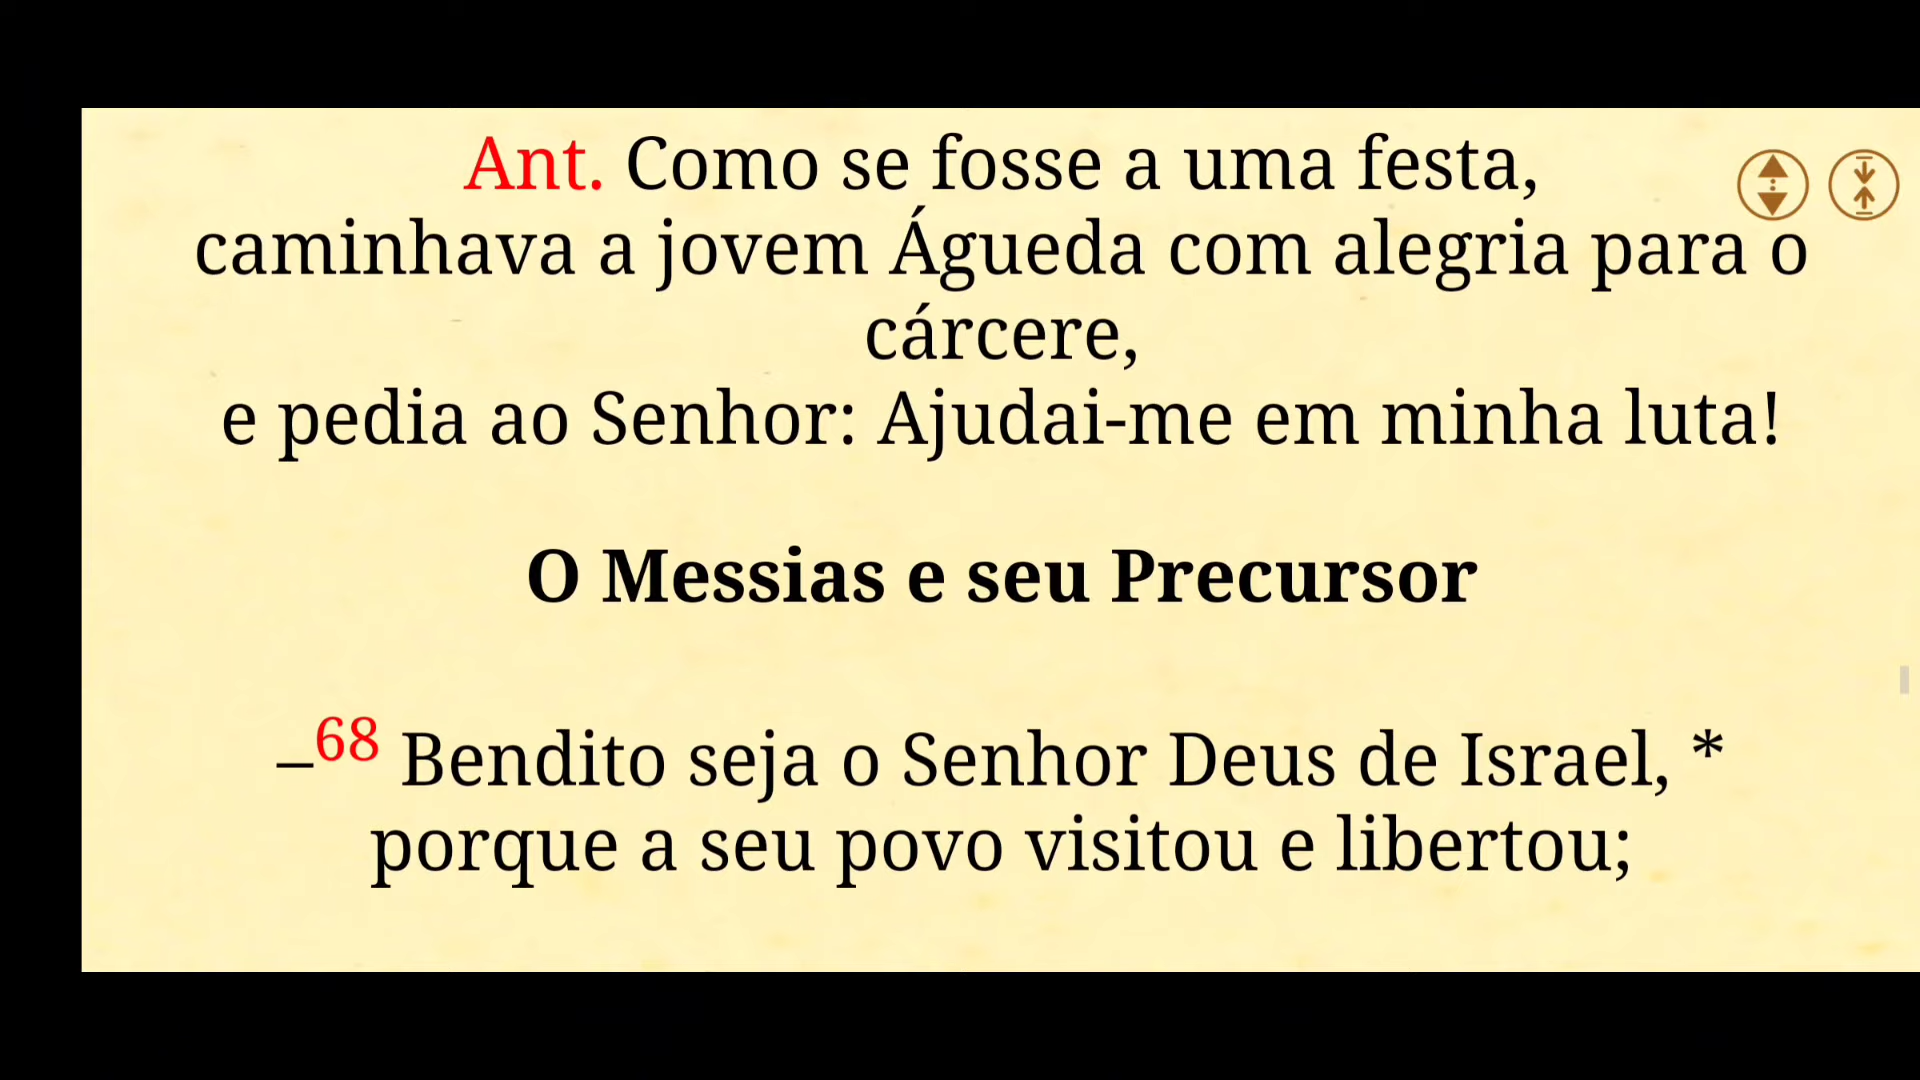 Ant. Como se fosse a uma festa,
caminhava a jovem Águeda com alegria para o
cárcere,
e pedia ao Senhor: Ajudai-me em minha luta!
O Messias e seu Precursor
–68 Bendito seja o Senhor Deus de Israel, *
porque a seu povo visitou e libertou;